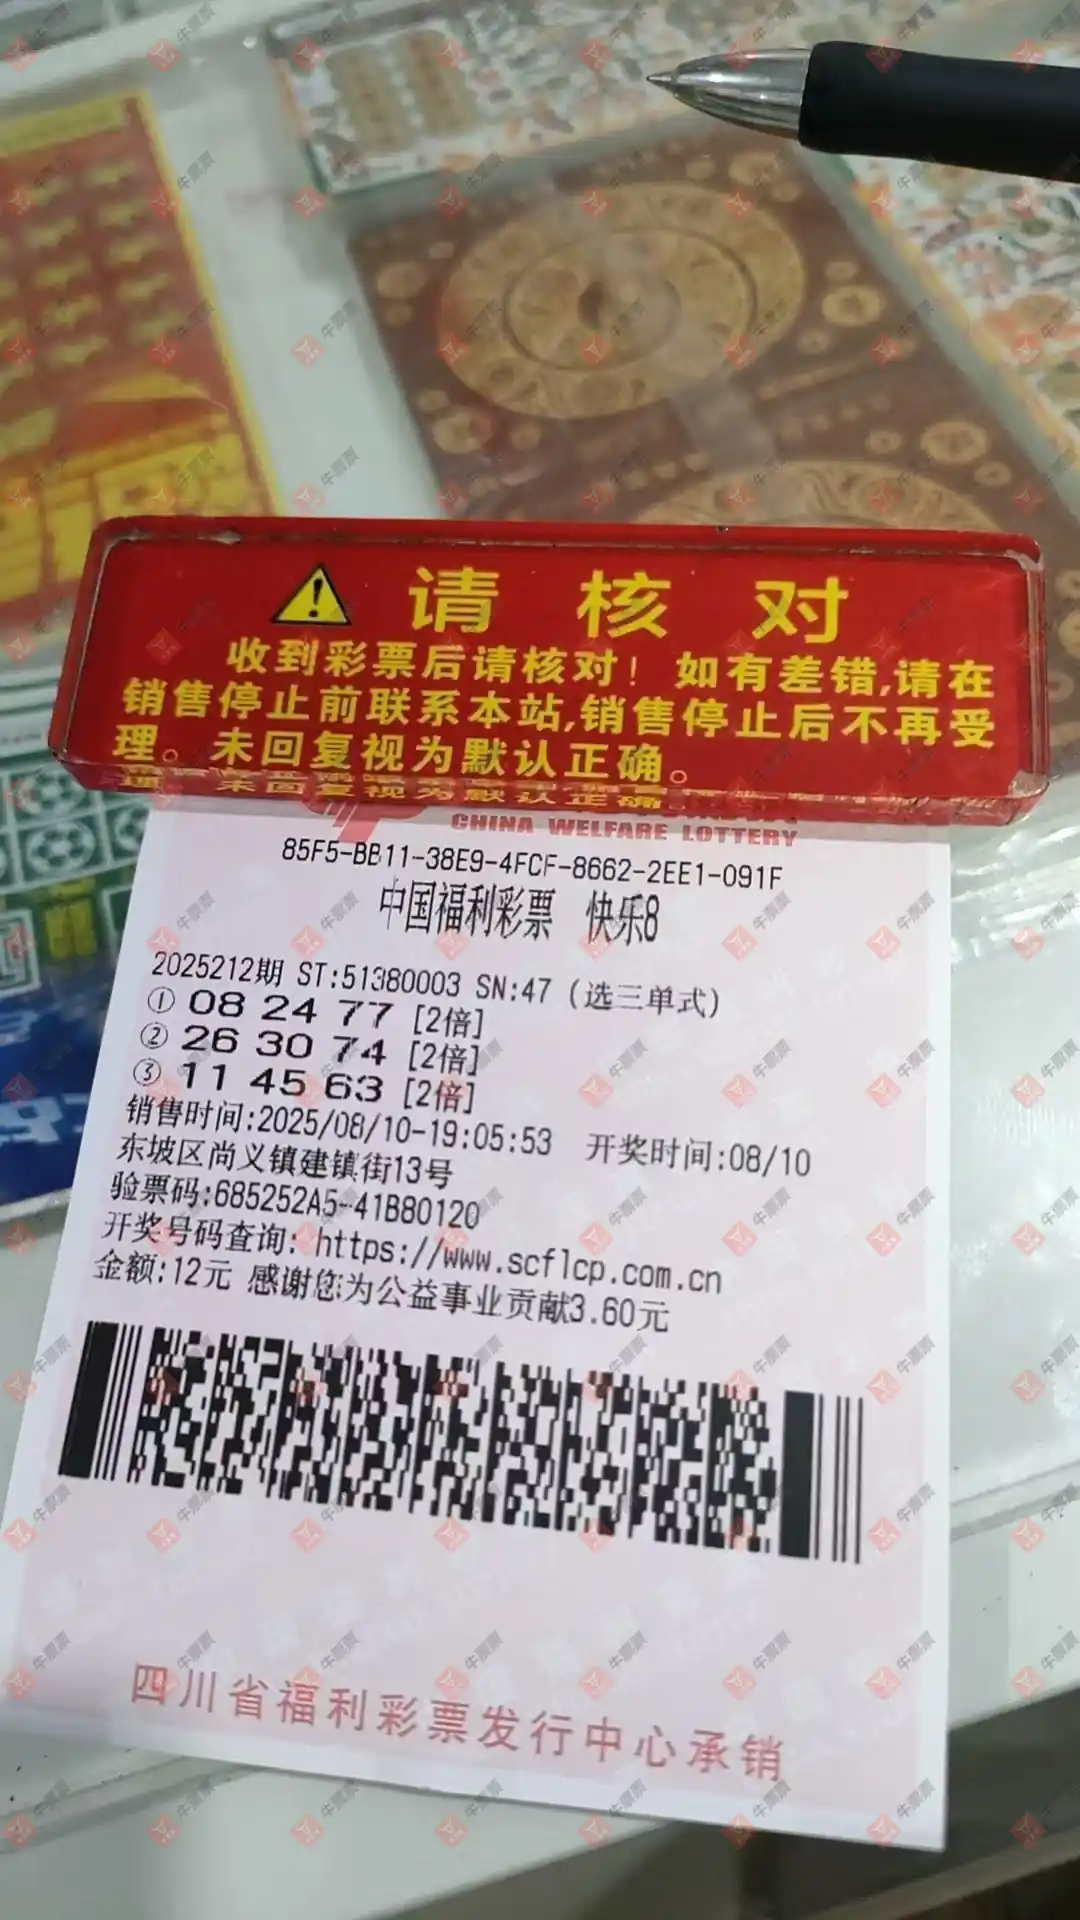 请 核 对
收到彩票后请核对！如有差错,请在
销售停止前联系本站,销售停止后不再受
理。未回复视为默认正确。
CHINA WELFARE LOTTERY
85F5-BB11-38E9-4FCF-8662-2EE1-091F
中国福利彩票 快乐8
2025212期 ST:51380003 SN:47 (选三单式)
① 08 24 77 [2倍]
② 26 30 74 [2倍]
③ 11 45 63 [2倍]
销售时间:2025/08/10-19:05:53 开奖时间:08/10
东坡区尚义镇建镇街13号
验票码:685252A5-41B80120
开奖号码查询: https://www.scflcp.com.cn
金额:12元 感谢您为公益事业贡献3.60元
四川省福利彩票发行中心承销
牛票票